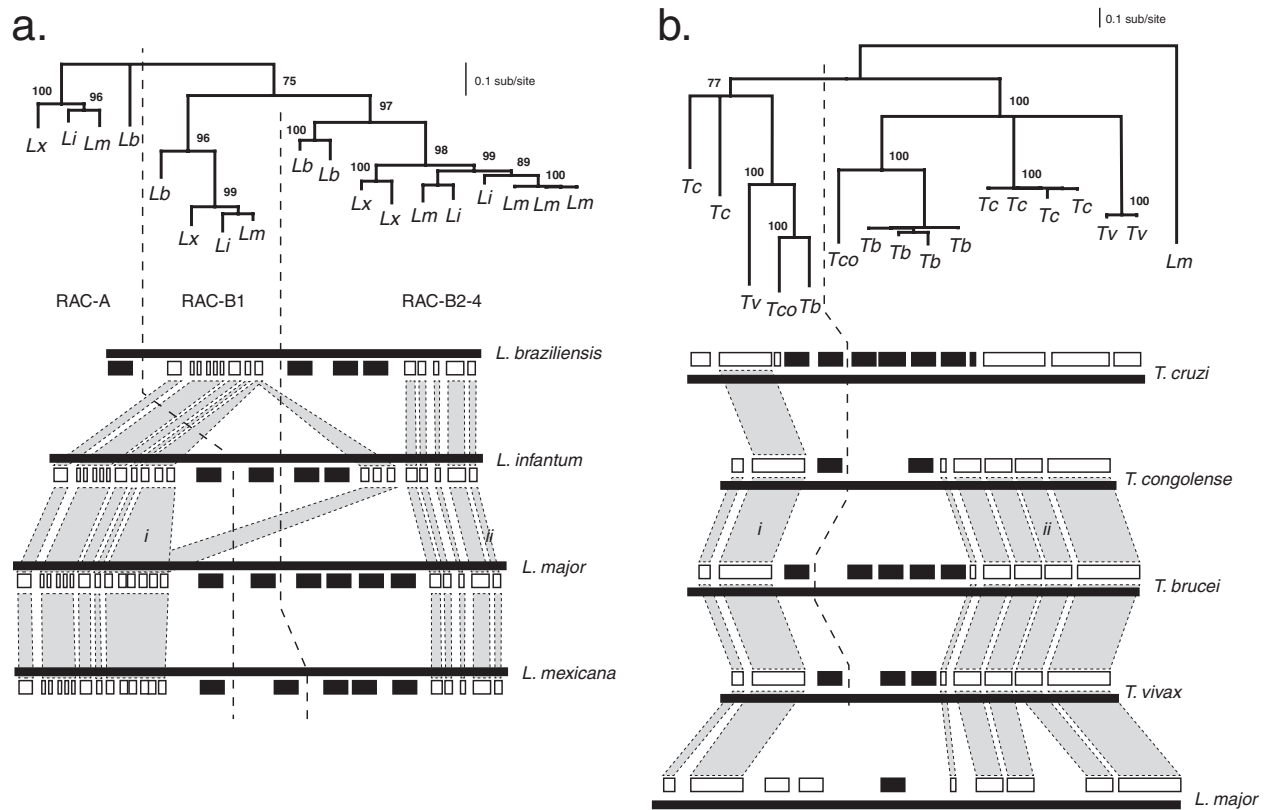 a.
0.1 sub/site
75
100
96
97
Lx
Li
Lm
Lb
96
100
98
99
89
Lb
Lb
Lb
100
100
99
Lx
Lx
Lm
Li
Li
Lm
Lm
Lm
Lx
Li
Lm
RAC-A
RAC-B1
RAC-B2-4
L. braziliensis
L. infantum
i
ii
L. major
L. mexicana
b.
0.1 sub/site
77
100
100
100
100
100
100
Tc
Tc
Tc
Tc
Tc
Tc
Tv
Tv
Tco
Tb
Tb
Tb
Tb
Lm
Tv
Tco
Tb
T. cruzi
T. congolense
i
ii
T. brucei
T. vivax
L. major